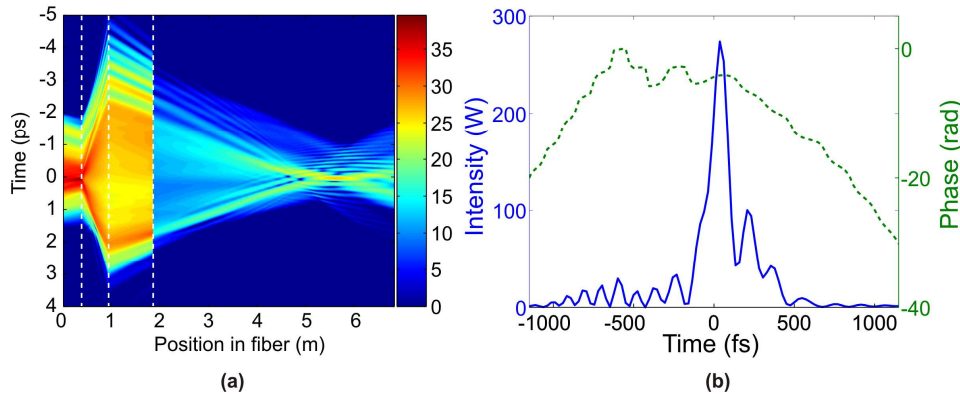 -5
-4
-3
-2
-1
0
1
2
3
4
Time (ps)
0 1 2 3 4 5 6
Position in fiber (m)
35
30
25
20
15
10
5
0
(a)
300
200
100
0
Intensity (W)
-1000 -500 0 500 1000
Time (fs)
0
-20
-40
Phase (rad)
(b)